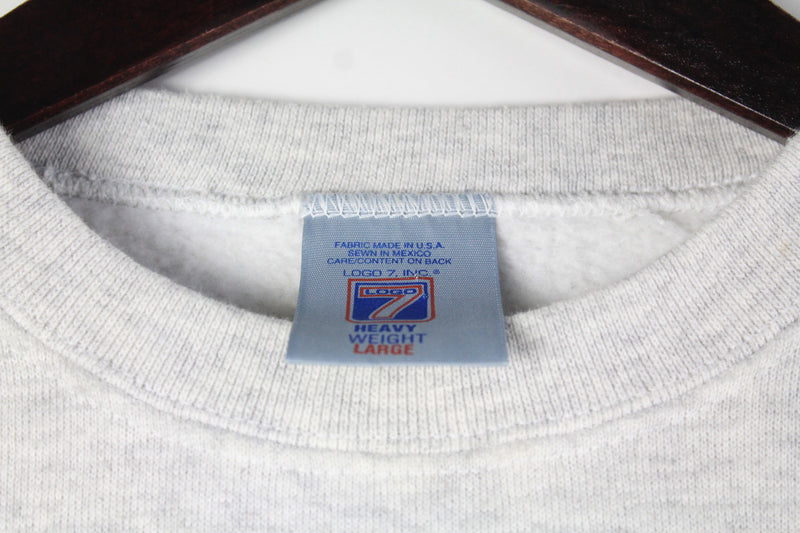 FABRIC MADE IN U.S.A.
SEWN IN MEXICO
CARE/CONTENT ON BACK
LOGO 7, INC.®
LOGO
7
HEAVY
WEIGHT
LARGE